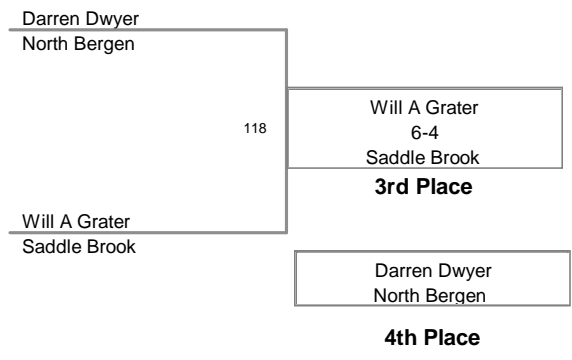 Darren Dwyer
North Bergen
118
Will A Grater
6-4
Saddle Brook
3rd Place
Will A Grater
Saddle Brook
Darren Dwyer
North Bergen
4th Place